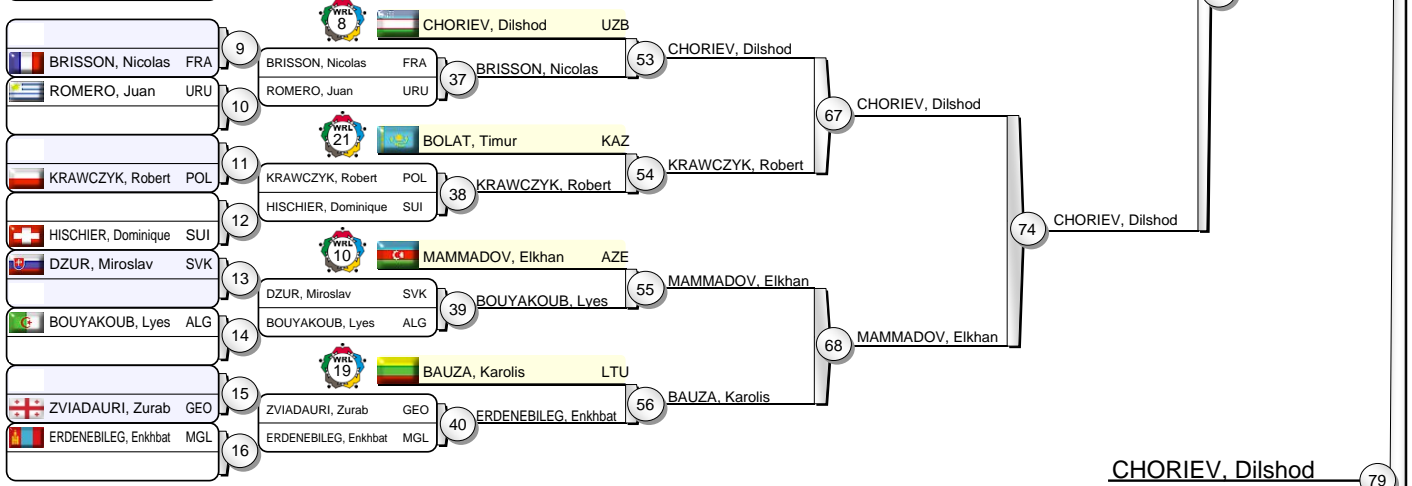 WRL
8
CHORIEV, Dilshod UZB
BRISSON, Nicolas FRA
9
ROMERO, Juan URU
10
BRISSON, Nicolas FRA
ROMERO, Juan URU
37
BRISSON, Nicolas
53
CHORIEV, Dilshod
67
CHORIEV, Dilshod
WRL
21
BOLAT, Timur KAZ
11
KRAWCZYK, Robert POL
12
HISCHIER, Dominique SUI
KRAWCZYK, Robert POL
HISCHIER, Dominique SUI
38
KRAWCZYK, Robert
54
KRAWCZYK, Robert
74
CHORIEV, Dilshod
WRL
10
MAMMADOV, Elkhan AZE
DZUR, Miroslav SVK
13
BOUYAKOUB, Lyes ALG
14
DZUR, Miroslav SVK
BOUYAKOUB, Lyes ALG
39
BOUYAKOUB, Lyes
55
MAMMADOV, Elkhan
68
MAMMADOV, Elkhan
WRL
19
BAUZA, Karolis LTU
15
ZVIADAURI, Zurab GEO
ERDENEBILEG, Enkhbat MGL
16
ZVIADAURI, Zurab GEO
ERDENEBILEG, Enkhbat MGL
40
ERDENEBILEG, Enkhbat
56
BAUZA, Karolis
CHORIEV, Dilshod
79